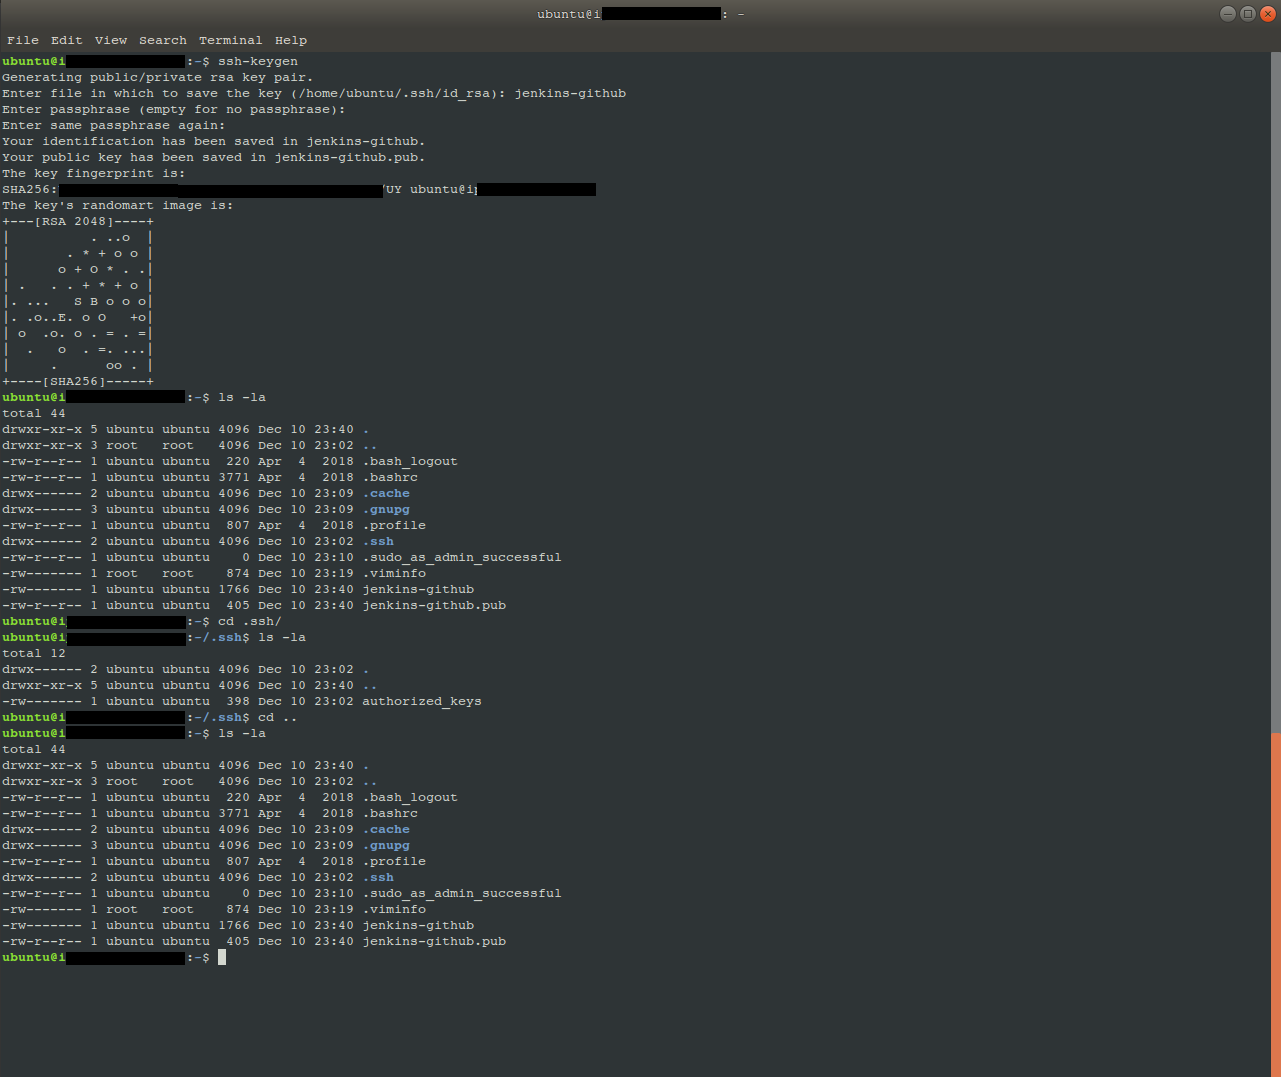 ubuntu@i : ~
File Edit View Search Terminal Help
ubuntu@i :~$ ssh-keygen
Generating public/private rsa key pair.
Enter file in which to save the key (/home/ubuntu/.ssh/id_rsa): jenkins-github
Enter passphrase (empty for no passphrase):
Enter same passphrase again:
Your identification has been saved in jenkins-github.
Your public key has been saved in jenkins-github.pub.
The key fingerprint is:
SHA256: /UY ubuntu@ip
The key's randomart image is:
+---[RSA 2048]----+
|          . ..o  |
|       . * + o o |
|      o + O * . .|
| .   . . + * + o |
|. ...   S B o o o|
|. .o..E. o O   +o|
| o  .o. o . = . =|
|  .   o  . =. ...|
|     .      oo . |
+----[SHA256]-----+
ubuntu@i :~$ ls -la
total 44
drwxr-xr-x 5 ubuntu ubuntu 4096 Dec 10 23:40 .
drwxr-xr-x 3 root   root   4096 Dec 10 23:02 ..
-rw-r--r-- 1 ubuntu ubuntu  220 Apr  4  2018 .bash_logout
-rw-r--r-- 1 ubuntu ubuntu 3771 Apr  4  2018 .bashrc
drwx------ 2 ubuntu ubuntu 4096 Dec 10 23:09 .cache
drwx------ 3 ubuntu ubuntu 4096 Dec 10 23:09 .gnupg
-rw-r--r-- 1 ubuntu ubuntu  807 Apr  4  2018 .profile
drwx------ 2 ubuntu ubuntu 4096 Dec 10 23:02 .ssh
-rw-r--r-- 1 ubuntu ubuntu    0 Dec 10 23:10 .sudo_as_admin_successful
-rw------- 1 root   root    874 Dec 10 23:19 .viminfo
-rw------- 1 ubuntu ubuntu 1766 Dec 10 23:40 jenkins-github
-rw-r--r-- 1 ubuntu ubuntu  405 Dec 10 23:40 jenkins-github.pub
ubuntu@i :~$ cd .ssh/
ubuntu@i :~/.ssh$ ls -la
total 12
drwx------ 2 ubuntu ubuntu 4096 Dec 10 23:02 .
drwxr-xr-x 5 ubuntu ubuntu 4096 Dec 10 23:40 ..
-rw------- 1 ubuntu ubuntu  398 Dec 10 23:02 authorized_keys
ubuntu@i :~/.ssh$ cd ..
ubuntu@i :~$ ls -la
total 44
drwxr-xr-x 5 ubuntu ubuntu 4096 Dec 10 23:40 .
drwxr-xr-x 3 root   root   4096 Dec 10 23:02 ..
-rw-r--r-- 1 ubuntu ubuntu  220 Apr  4  2018 .bash_logout
-rw-r--r-- 1 ubuntu ubuntu 3771 Apr  4  2018 .bashrc
drwx------ 2 ubuntu ubuntu 4096 Dec 10 23:09 .cache
drwx------ 3 ubuntu ubuntu 4096 Dec 10 23:09 .gnupg
-rw-r--r-- 1 ubuntu ubuntu  807 Apr  4  2018 .profile
drwx------ 2 ubuntu ubuntu 4096 Dec 10 23:02 .ssh
-rw-r--r-- 1 ubuntu ubuntu    0 Dec 10 23:10 .sudo_as_admin_successful
-rw------- 1 root   root    874 Dec 10 23:19 .viminfo
-rw------- 1 ubuntu ubuntu 1766 Dec 10 23:40 jenkins-github
-rw-r--r-- 1 ubuntu ubuntu  405 Dec 10 23:40 jenkins-github.pub
ubuntu@i :~$